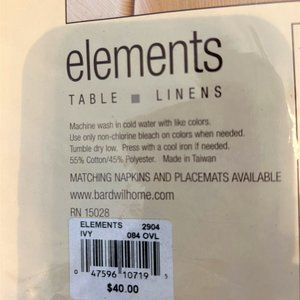 elements
TABLE ■ LINENS
Machine wash in cold water with like colors.
Use only non-chlorine bleach on colors when needed.
Tumble dry low. Press with a cool iron if needed.
55% Cotton/45% Polyester. Made in Taiwan
MATCHING NAPKINS AND PLACEMATS AVAILABLE
www.bardwilhome.com
RN 15028
ELEMENTS 2904
IVY 084 OVL
0 47596 10719 5
$40.00